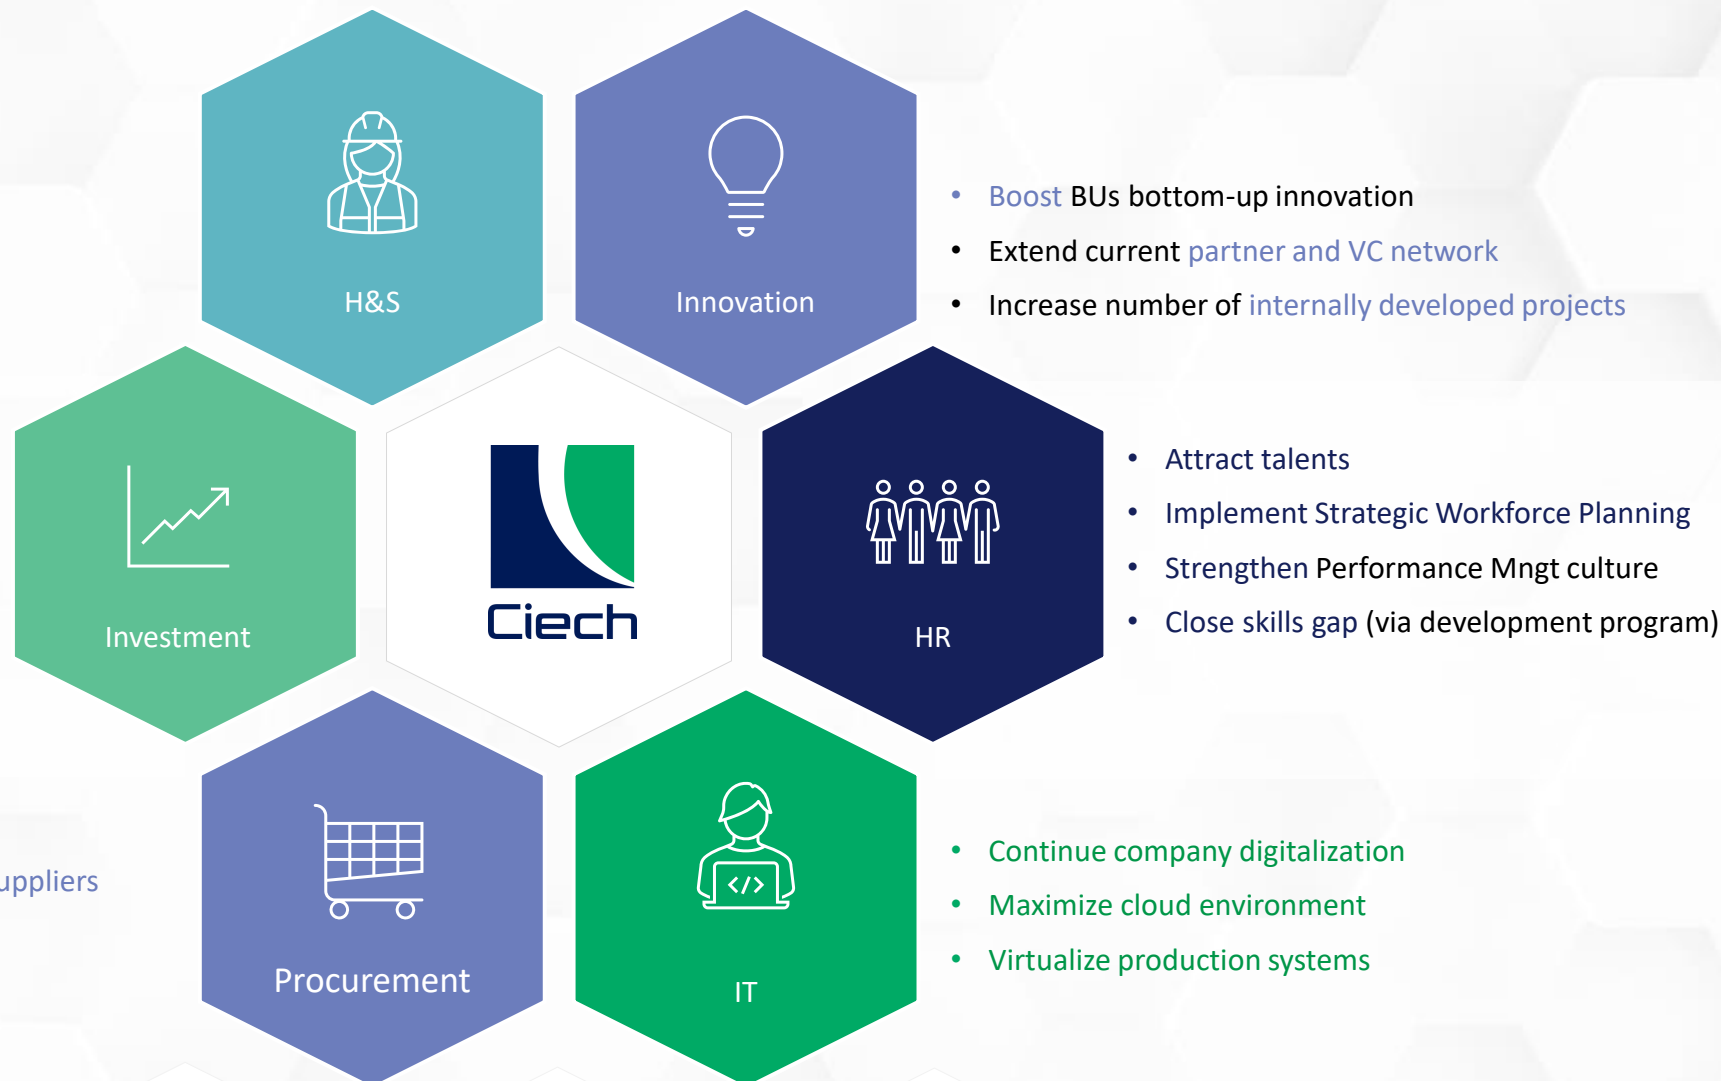 H&S
Innovation
• Boost BUs bottom-up innovation
• Extend current partner and VC network
• Increase number of internally developed projects
Investment
Ciech
HR
• Attract talents
• Implement Strategic Workforce Planning
• Strengthen Performance Mngt culture
• Close skills gap (via development program)
Procurement
IT
</>
• Continue company digitalization
• Maximize cloud environment
• Virtualize production systems